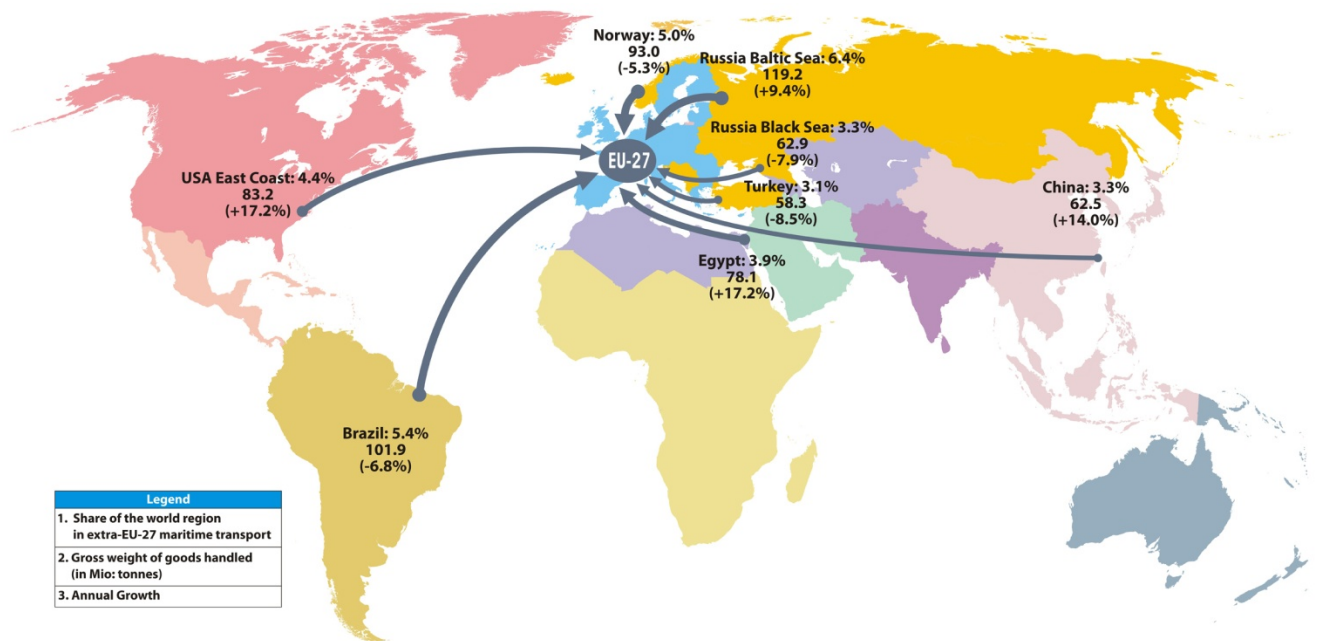 Norway: 5.0%
93.0
(-5.3%)
Russia Baltic Sea: 6.4%
119.2
(+9.4%)
Russia Black Sea: 3.3%
62.9
(-7.9%)
EU-27
USA East Coast: 4.4%
83.2
(+17.2%)
Turkey: 3.1%
58.3
(-8.5%)
China: 3.3%
62.5
(+14.0%)
Egypt: 3.9%
78.1
(+17.2%)
Brazil: 5.4%
101.9
(-6.8%)
Legend
1. Share of the world region
in extra-EU-27 maritime transport
2. Gross weight of goods handled
(in Mio: tonnes)
3. Annual Growth